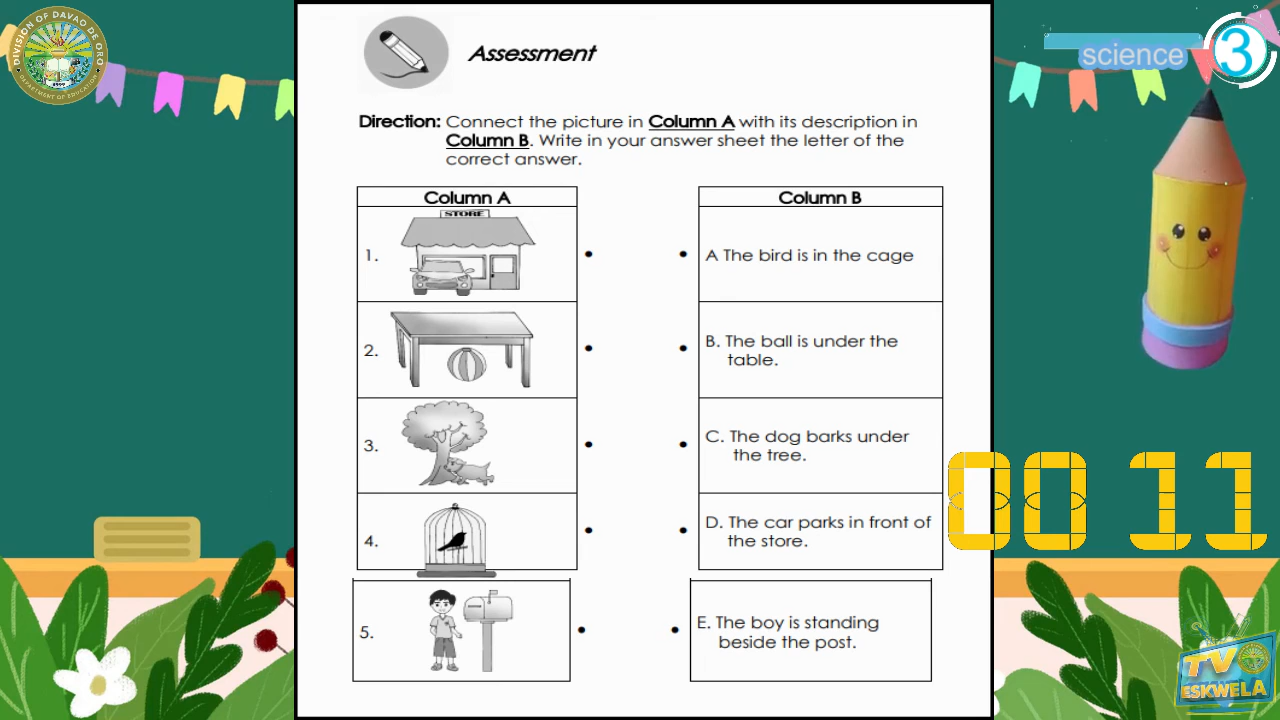 DIVISION OF DAVAO DE ORO
DEPARTMENT OF EDUCATION
science 3
Assessment
Direction: Connect the picture in Column A with its description in
Column B. Write in your answer sheet the letter of the
correct answer.
Column A
Column B
STORE
1.
A The bird is in the cage
2.
B. The ball is under the
table.
3.
C. The dog barks under
the tree.
4.
D. The car parks in front of
the store.
5.
E. The boy is standing
beside the post.
00 11
TV
ESKWELA